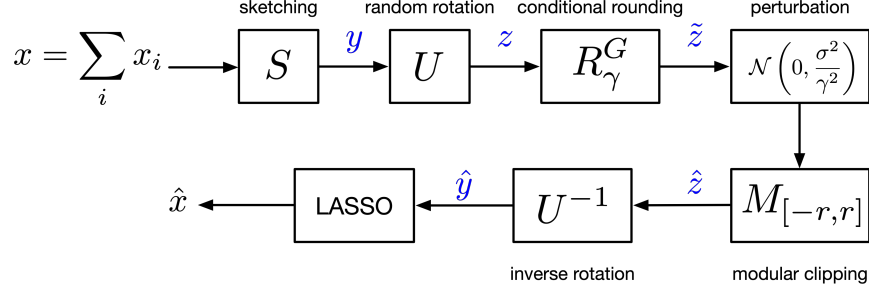 sketching random rotation conditional rounding perturbation
x = ∑_i x_i S y U z R_γ^G z̃ 𝒩(0, σ²/γ²)
x̂ LASSO ŷ U⁻¹ ẑ M_[−r,r]
inverse rotation modular clipping